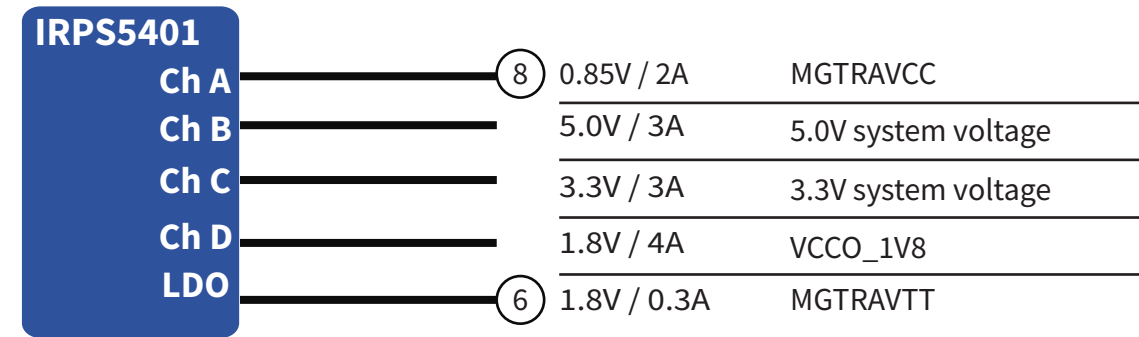 IRPS5401
Ch A 8 0.85V / 2A MGTRAVCC
Ch B 5.0V / 3A 5.0V system voltage
Ch C 3.3V / 3A 3.3V system voltage
Ch D 1.8V / 4A VCCO_1V8
LDO 6 1.8V / 0.3A MGTRAVTT